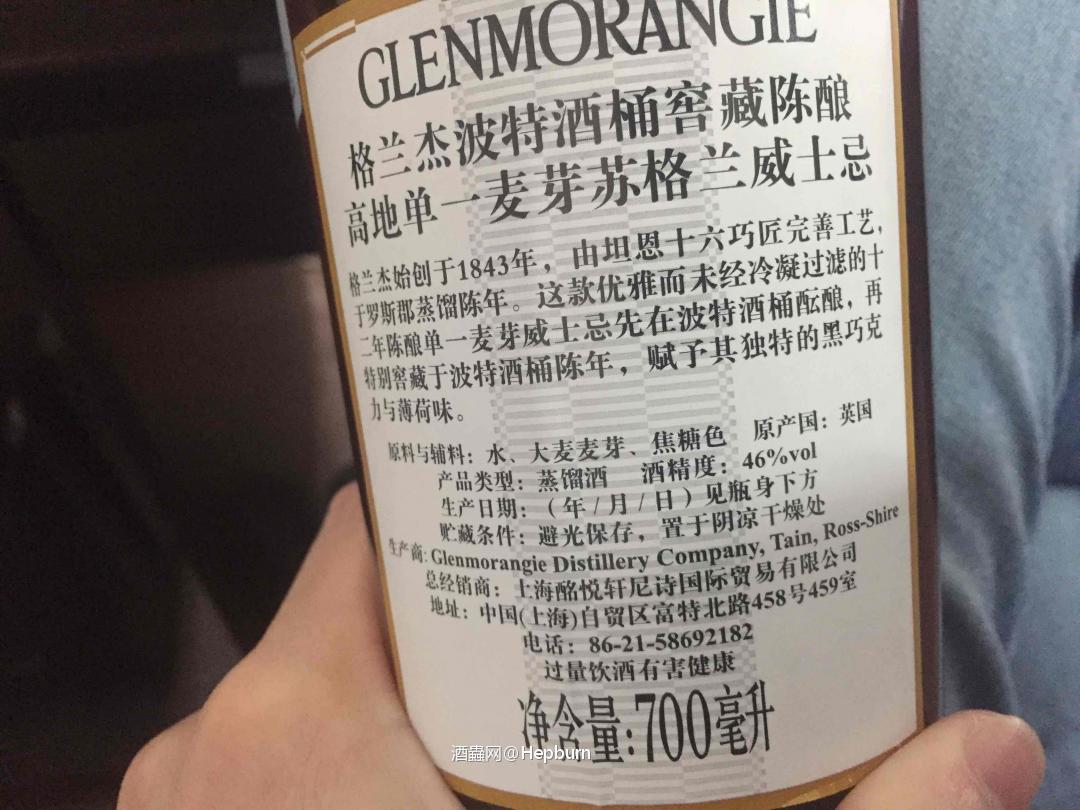 GLENMORANGIE
格兰杰波特酒桶窖藏陈酿
高地单一麦芽苏格兰威士忌
格兰杰始创于1843年，由坦恩十六巧匠完善工艺，
于罗斯郡蒸馏陈年。这款优雅而未经冷凝过滤的十
二年陈酿单一麦芽威士忌先在波特酒桶酝酿，再
特别窖藏于波特酒桶陈年，赋予其独特的黑巧克
力与薄荷味。
原料与辅料：水、大麦麦芽、焦糖色 原产国：英国
产品类型：蒸馏酒 酒精度：46%vol
生产日期：（年/月/日）见瓶身下方
贮藏条件：避光保存，置于阴凉干燥处
生产商: Glenmorangie Distillery Company, Tain, Ross-Shire
总经销商：上海酩悦轩尼诗国际贸易有限公司
地址：中国(上海)自贸区富特北路458号459室
电话：86-21-58692182
过量饮酒有害健康
净含量:700毫升
酒蟲网@Hepburn